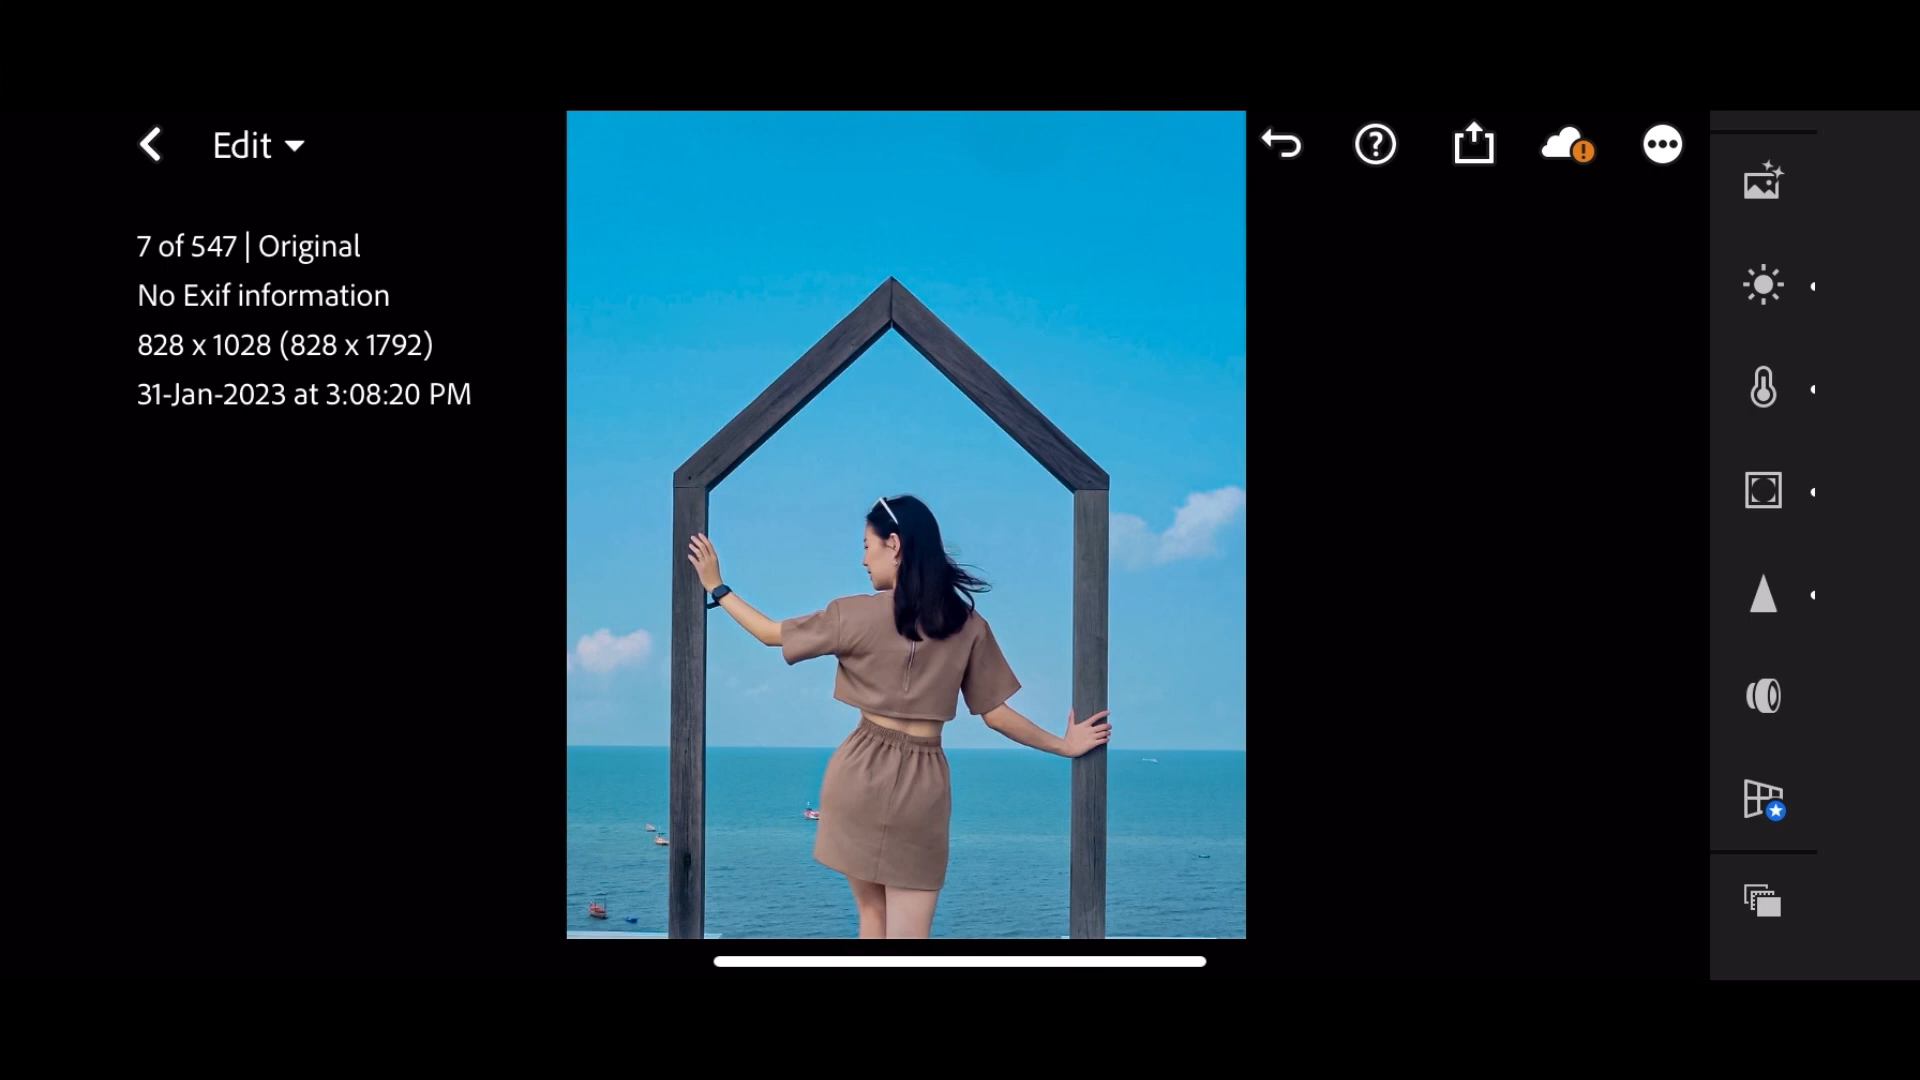 Edit
7 of 547 | Original
No Exif information
828 x 1028 (828 x 1792)
31-Jan-2023 at 3:08:20 PM